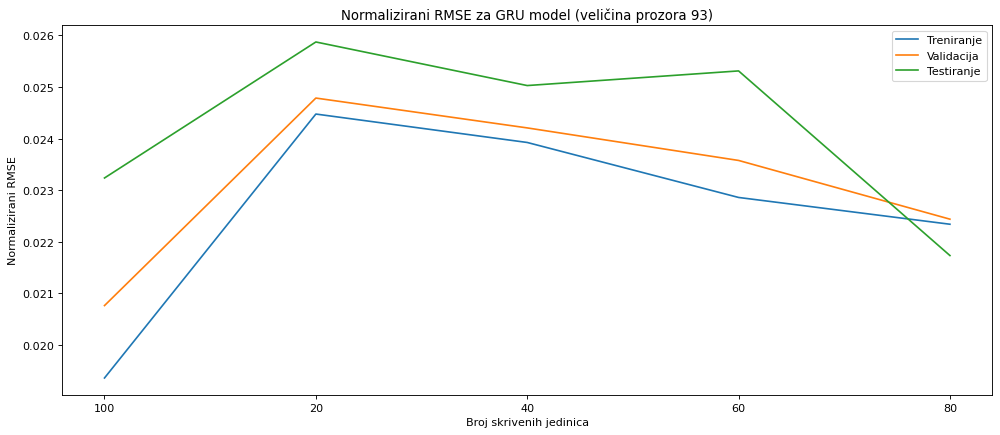 Normalizirani RMSE za GRU model (veličina prozora 93)
Treniranje
Validacija
Testiranje
Normalizirani RMSE
0.026
0.025
0.024
0.023
0.022
0.021
0.020
100 20 40 60 80
Broj skrivenih jedinica